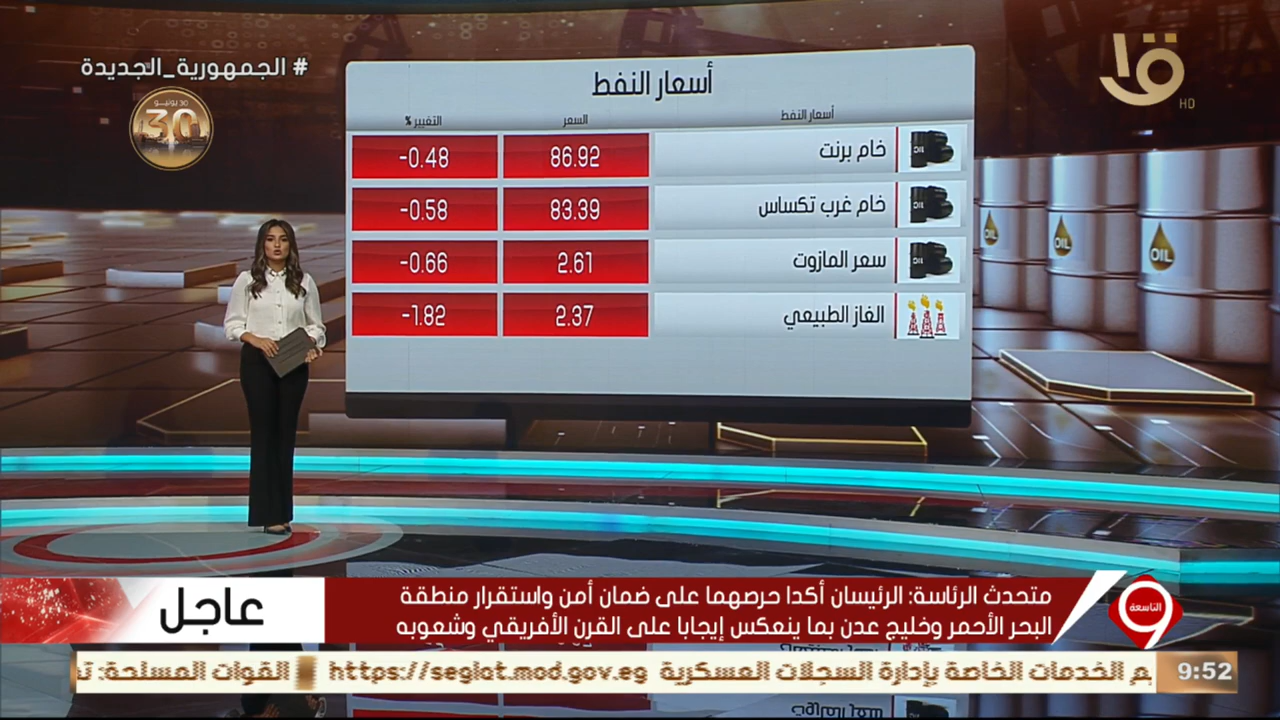 # الجمهورية_الجديدة
30 يونيو
30
HD
أسعار النفط
أسعار النفط السعر التغيير %
خام برنت 86.92 -0.48
خام غرب تكساس 83.39 -0.58
سعر المازوت 2.61 -0.66
الغاز الطبيعي 2.37 -1.82
OIL
OIL
OIL
عاجل
متحدث الرئاسة: الرئيسان أكدا حرصهما على ضمان أمن واستقرار منطقة
البحر الأحمر وخليج عدن بما ينعكس إيجابا على القرن الأفريقي وشعوبه
التاسعة
9
9:52
يم الخدمات الخاصة بإدارة السجلات العسكرية https://seglot.mod.gov.eg القوات المسلحة: تا